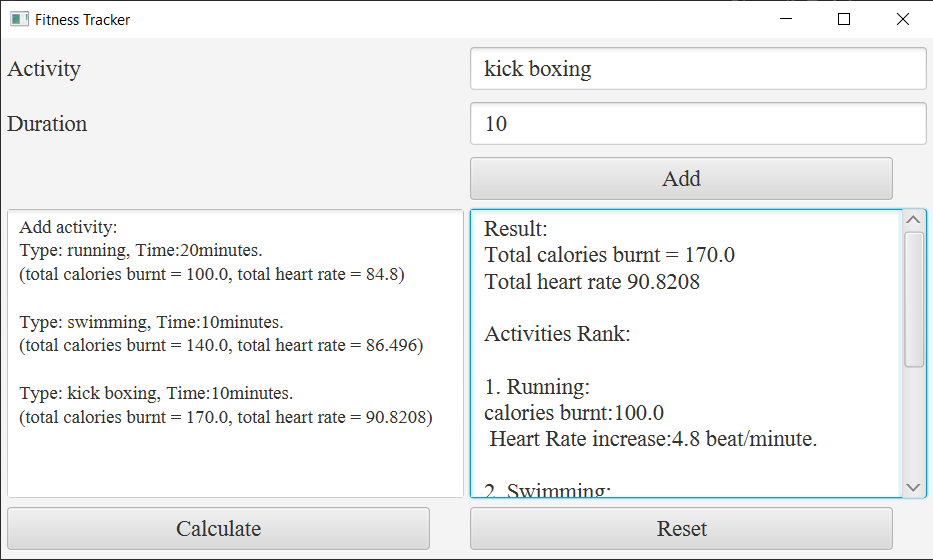 Fitness Tracker
Activity
kick boxing
Duration
10
Add
Add activity:
Type: running, Time:20minutes.
(total calories burnt = 100.0, total heart rate = 84.8)
Type: swimming, Time:10minutes.
(total calories burnt = 140.0, total heart rate = 86.496)
Type: kick boxing, Time:10minutes.
(total calories burnt = 170.0, total heart rate = 90.8208)
Result:
Total calories burnt = 170.0
Total heart rate 90.8208
Activities Rank:
1. Running:
calories burnt:100.0
Heart Rate increase:4.8 beat/minute.
2. Swimming:
Calculate
Reset